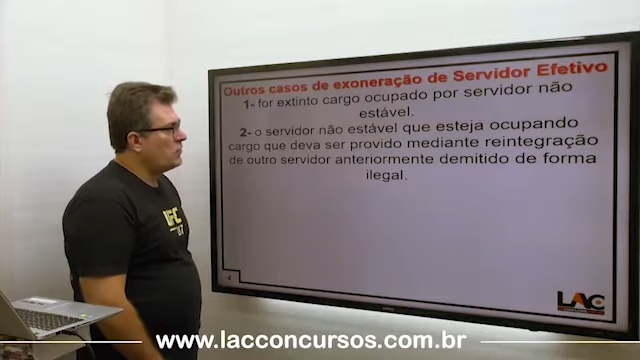 Outros casos de exoneração de Servidor Efetivo
1- for extinto cargo ocupado por servidor não
estável.
2- o servidor não estável que esteja ocupando
cargo que deva ser provido mediante reintegração
de outro servidor anteriormente demitido de forma
ilegal.
UFC
4
LAC
www.lacconcursos.com.br